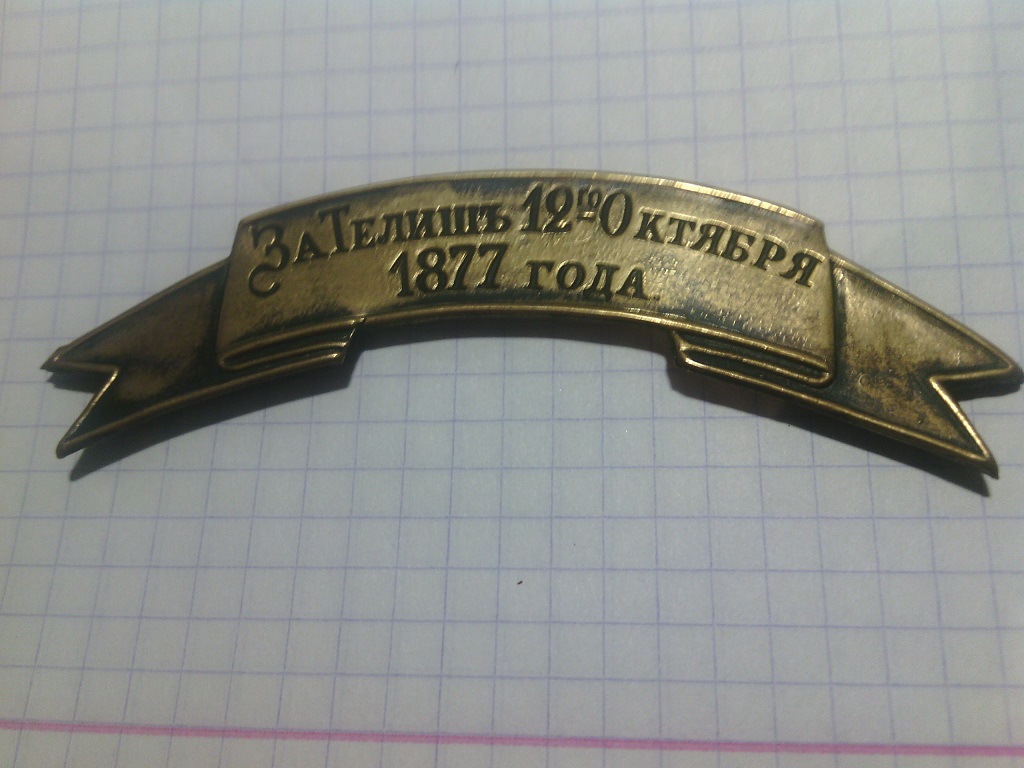 За Телишъ 12го Октября
1877 года.